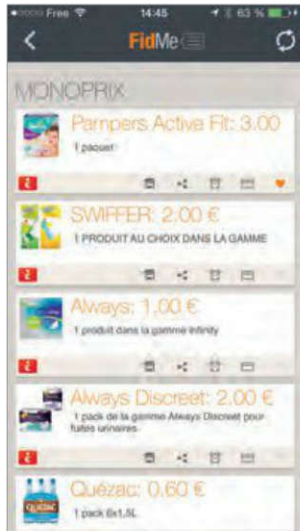 Free 14:45 63 %
FidMe
MONOPRIX
Pampers Active Fit: 3.00
1 paquet
SWIFFER: 2.00 €
1 PRODUIT AU CHOIX DANS LA GAMME
Always: 1.00 €
1 produit dans la gamme Infinity
Always Discreet: 2.00 €
1 pack de la gamme Always Discreet pour
fuites urinaires
Quézac: 0.60 €
QUÉZAC
1 pack 6x1,5L